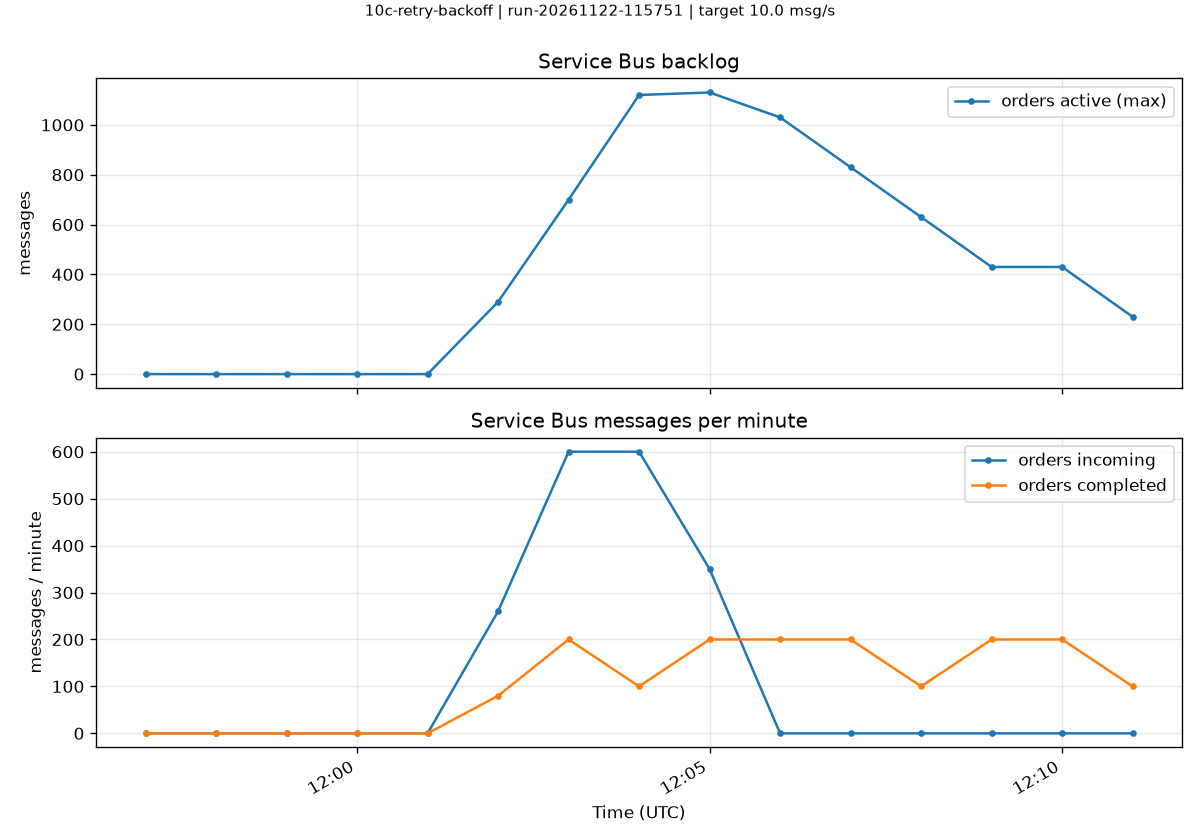 10c-retry-backoff | run-20261122-115751 | target 10.0 msg/s
Service Bus backlog
orders active (max)
1000
800
600
400
200
0
messages
Service Bus messages per minute
orders incoming
orders completed
600
500
400
300
200
100
0
messages / minute
12:00
12:05
12:10
Time (UTC)